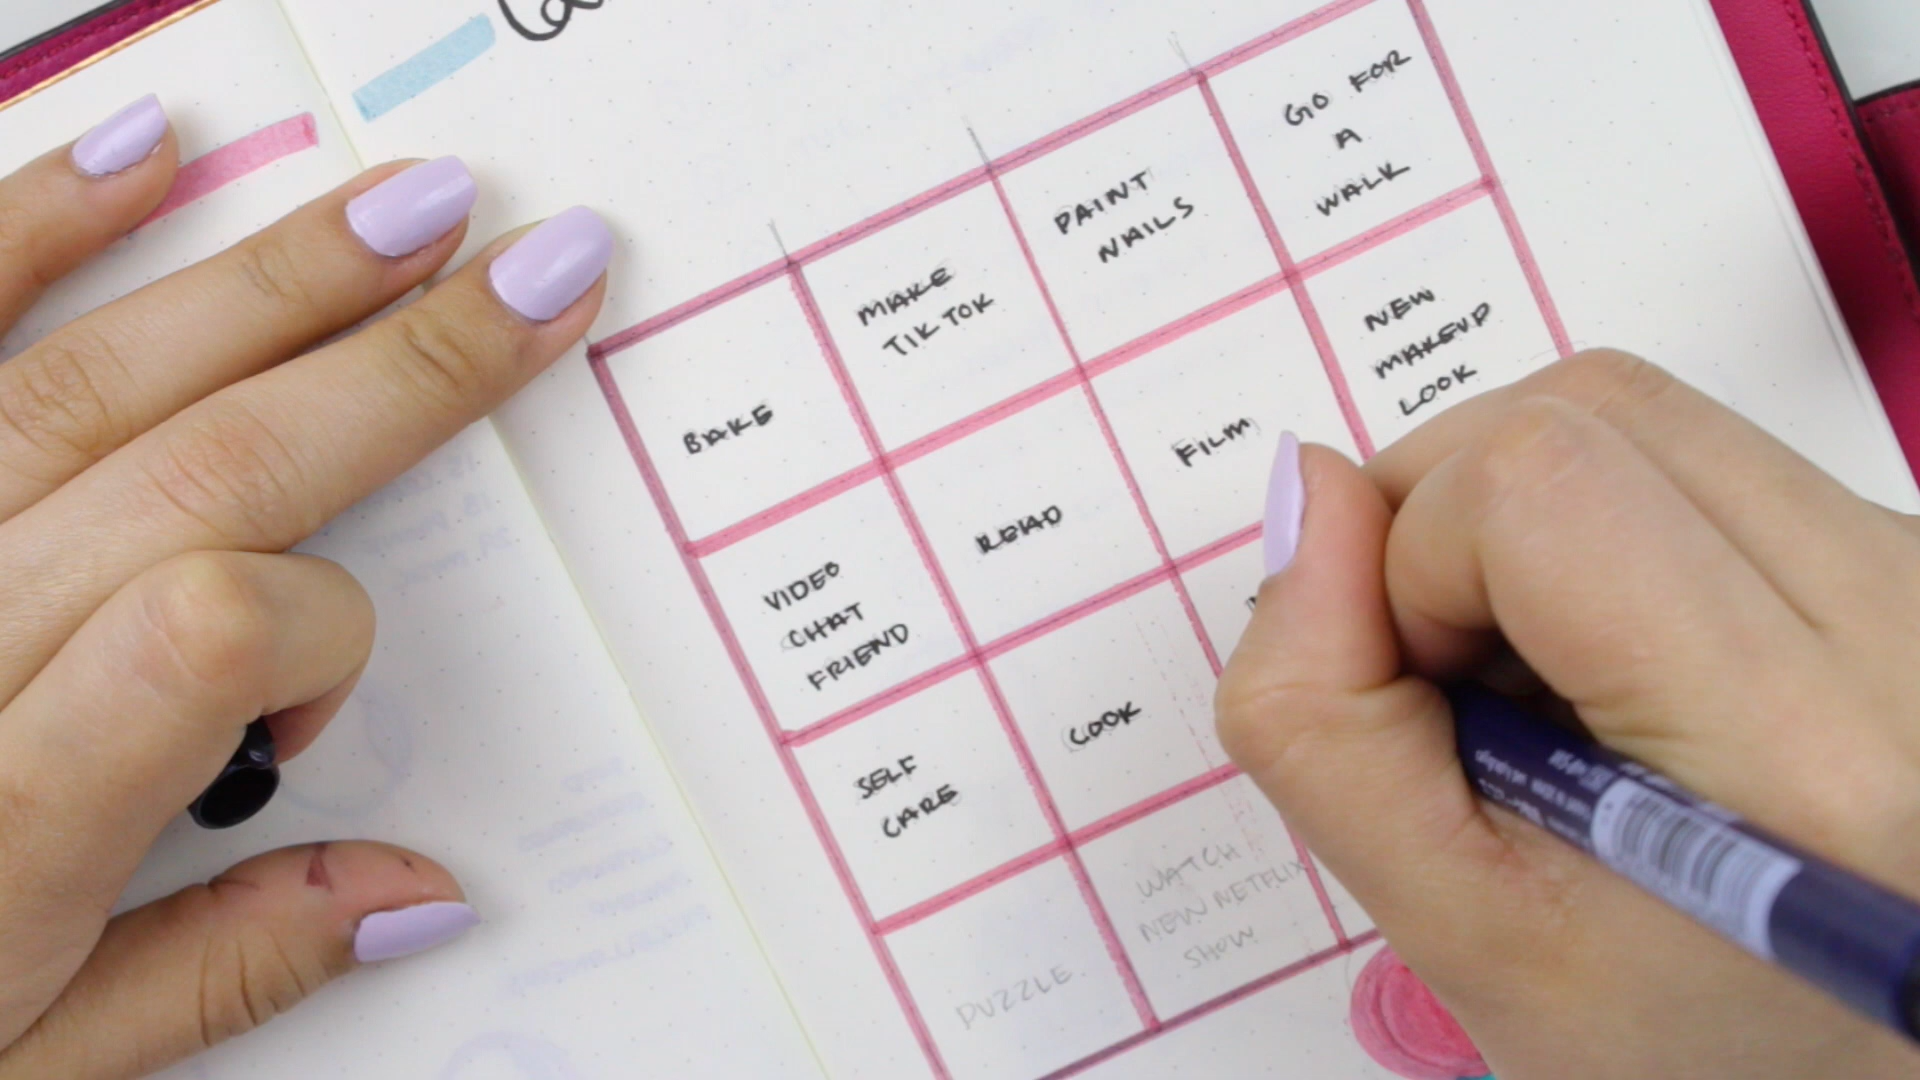 BAKE
MAKE
TIK TOK
PAINT
NAILS
GO FOR
A
WALK
VIDEO
CHAT
FRIEND
READ
FILM
NEW
MAKEUP
LOOK
SELF
CARE
COOK
PUZZLE
WATCH
NEW NETFLIX
SHOW